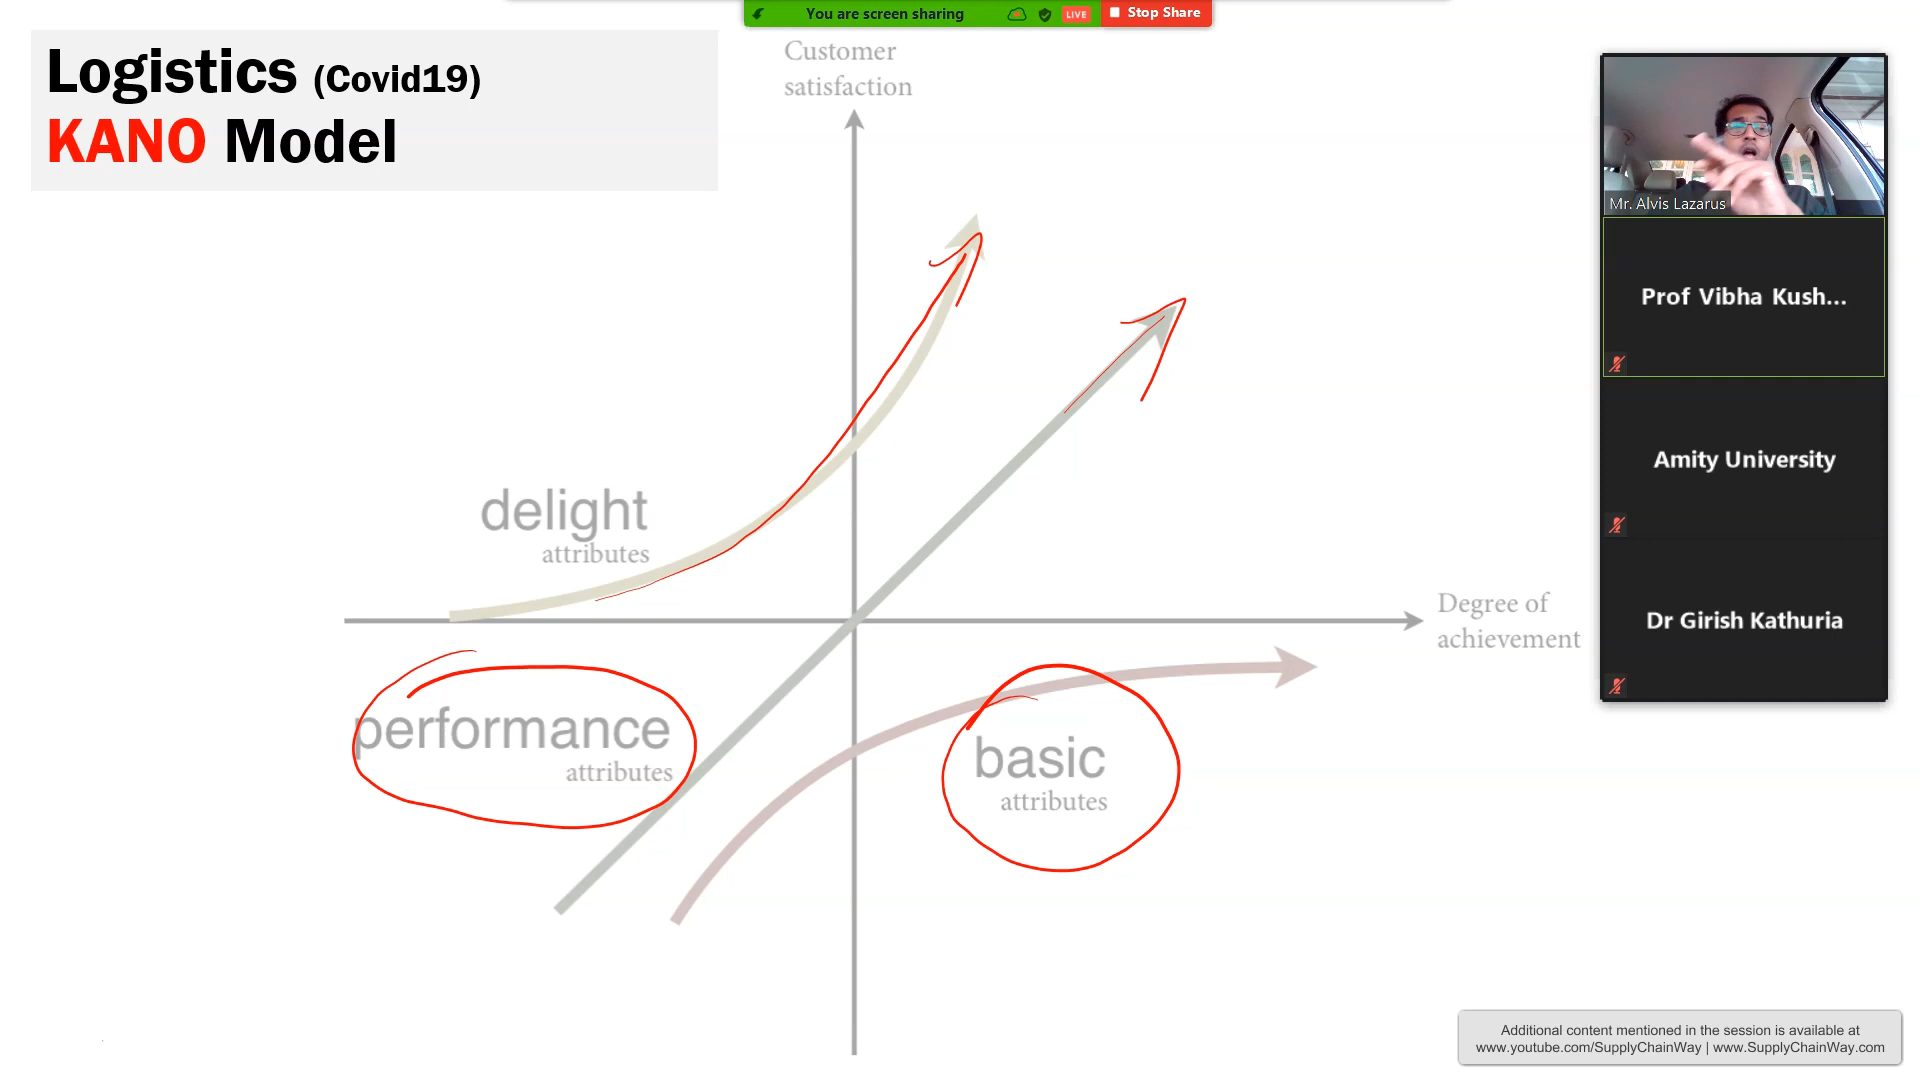 You are screen sharing
LIVE
Stop Share
Logistics (Covid19)
KANO Model
Customer
satisfaction
delight
attributes
performance
attributes
basic
attributes
Degree of
achievement
Mr. Alvis Lazarus
Prof Vibha Kush...
Amity University
Dr Girish Kathuria
Additional content mentioned in the session is available at
www.youtube.com/SupplyChainWay | www.SupplyChainWay.com